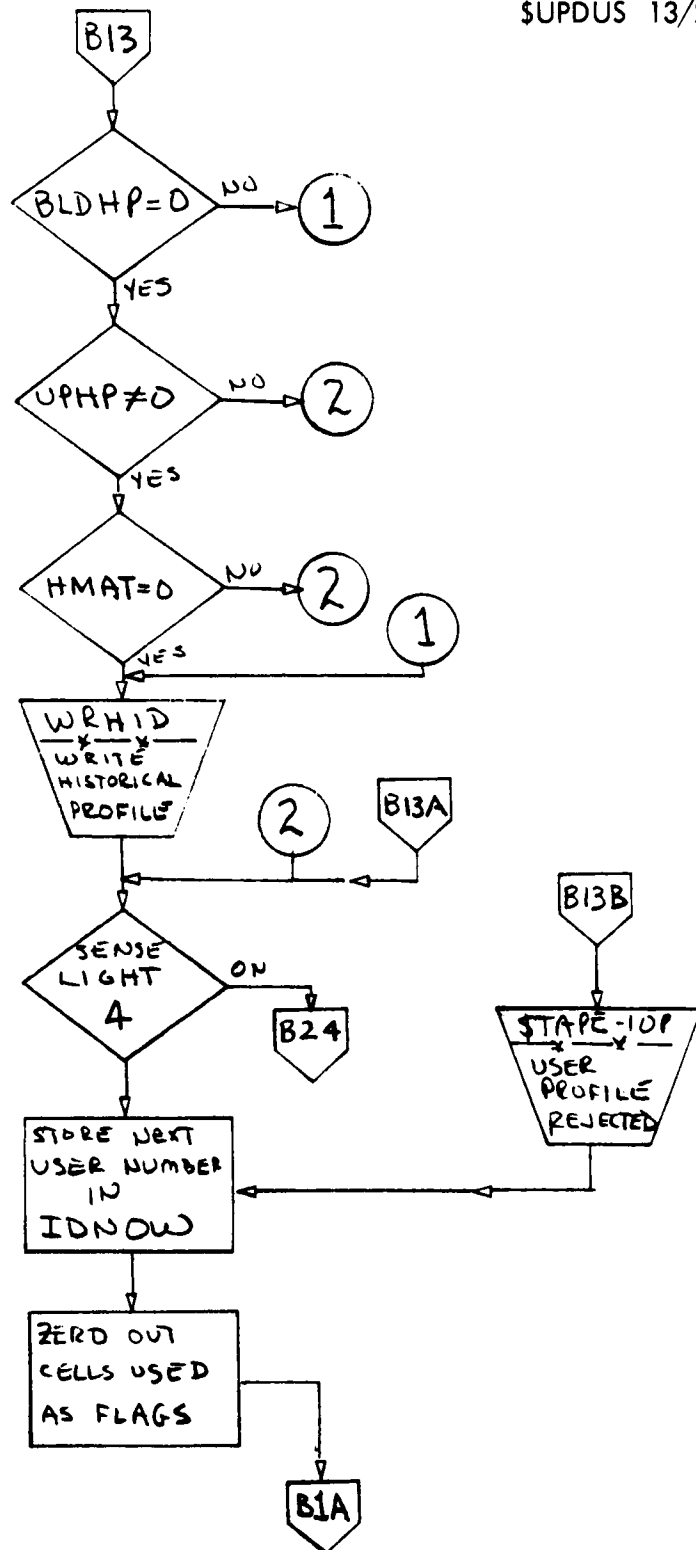 $UPDUS 13/
B13
BLDHP=0
NO
1
YES
UPHP≠0
NO
2
YES
HMAT=0
NO
2
1
YES
WRHID
WRITE
HISTORICAL
PROFILE
2
B13A
B13B
SENSE
LIGHT
4
ON
B24
$TAPE-IOP
USER
PROFILE
REJECTED
STORE NEXT
USER NUMBER
IN
IDNOW
ZERO OUT
CELLS USED
AS FLAGS
B1A